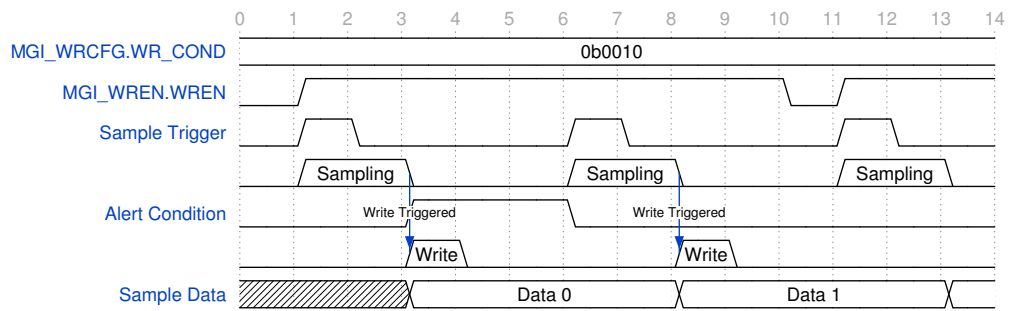 0 1 2 3 4 5 6 7 8 9 10 11 12 13 14
MGI_WRCFG.WR_COND 0b0010
MGI_WREN.WREN
Sample Trigger
Sampling Sampling Sampling
Alert Condition Write Triggered Write Triggered
Write Write
Sample Data Data 0 Data 1